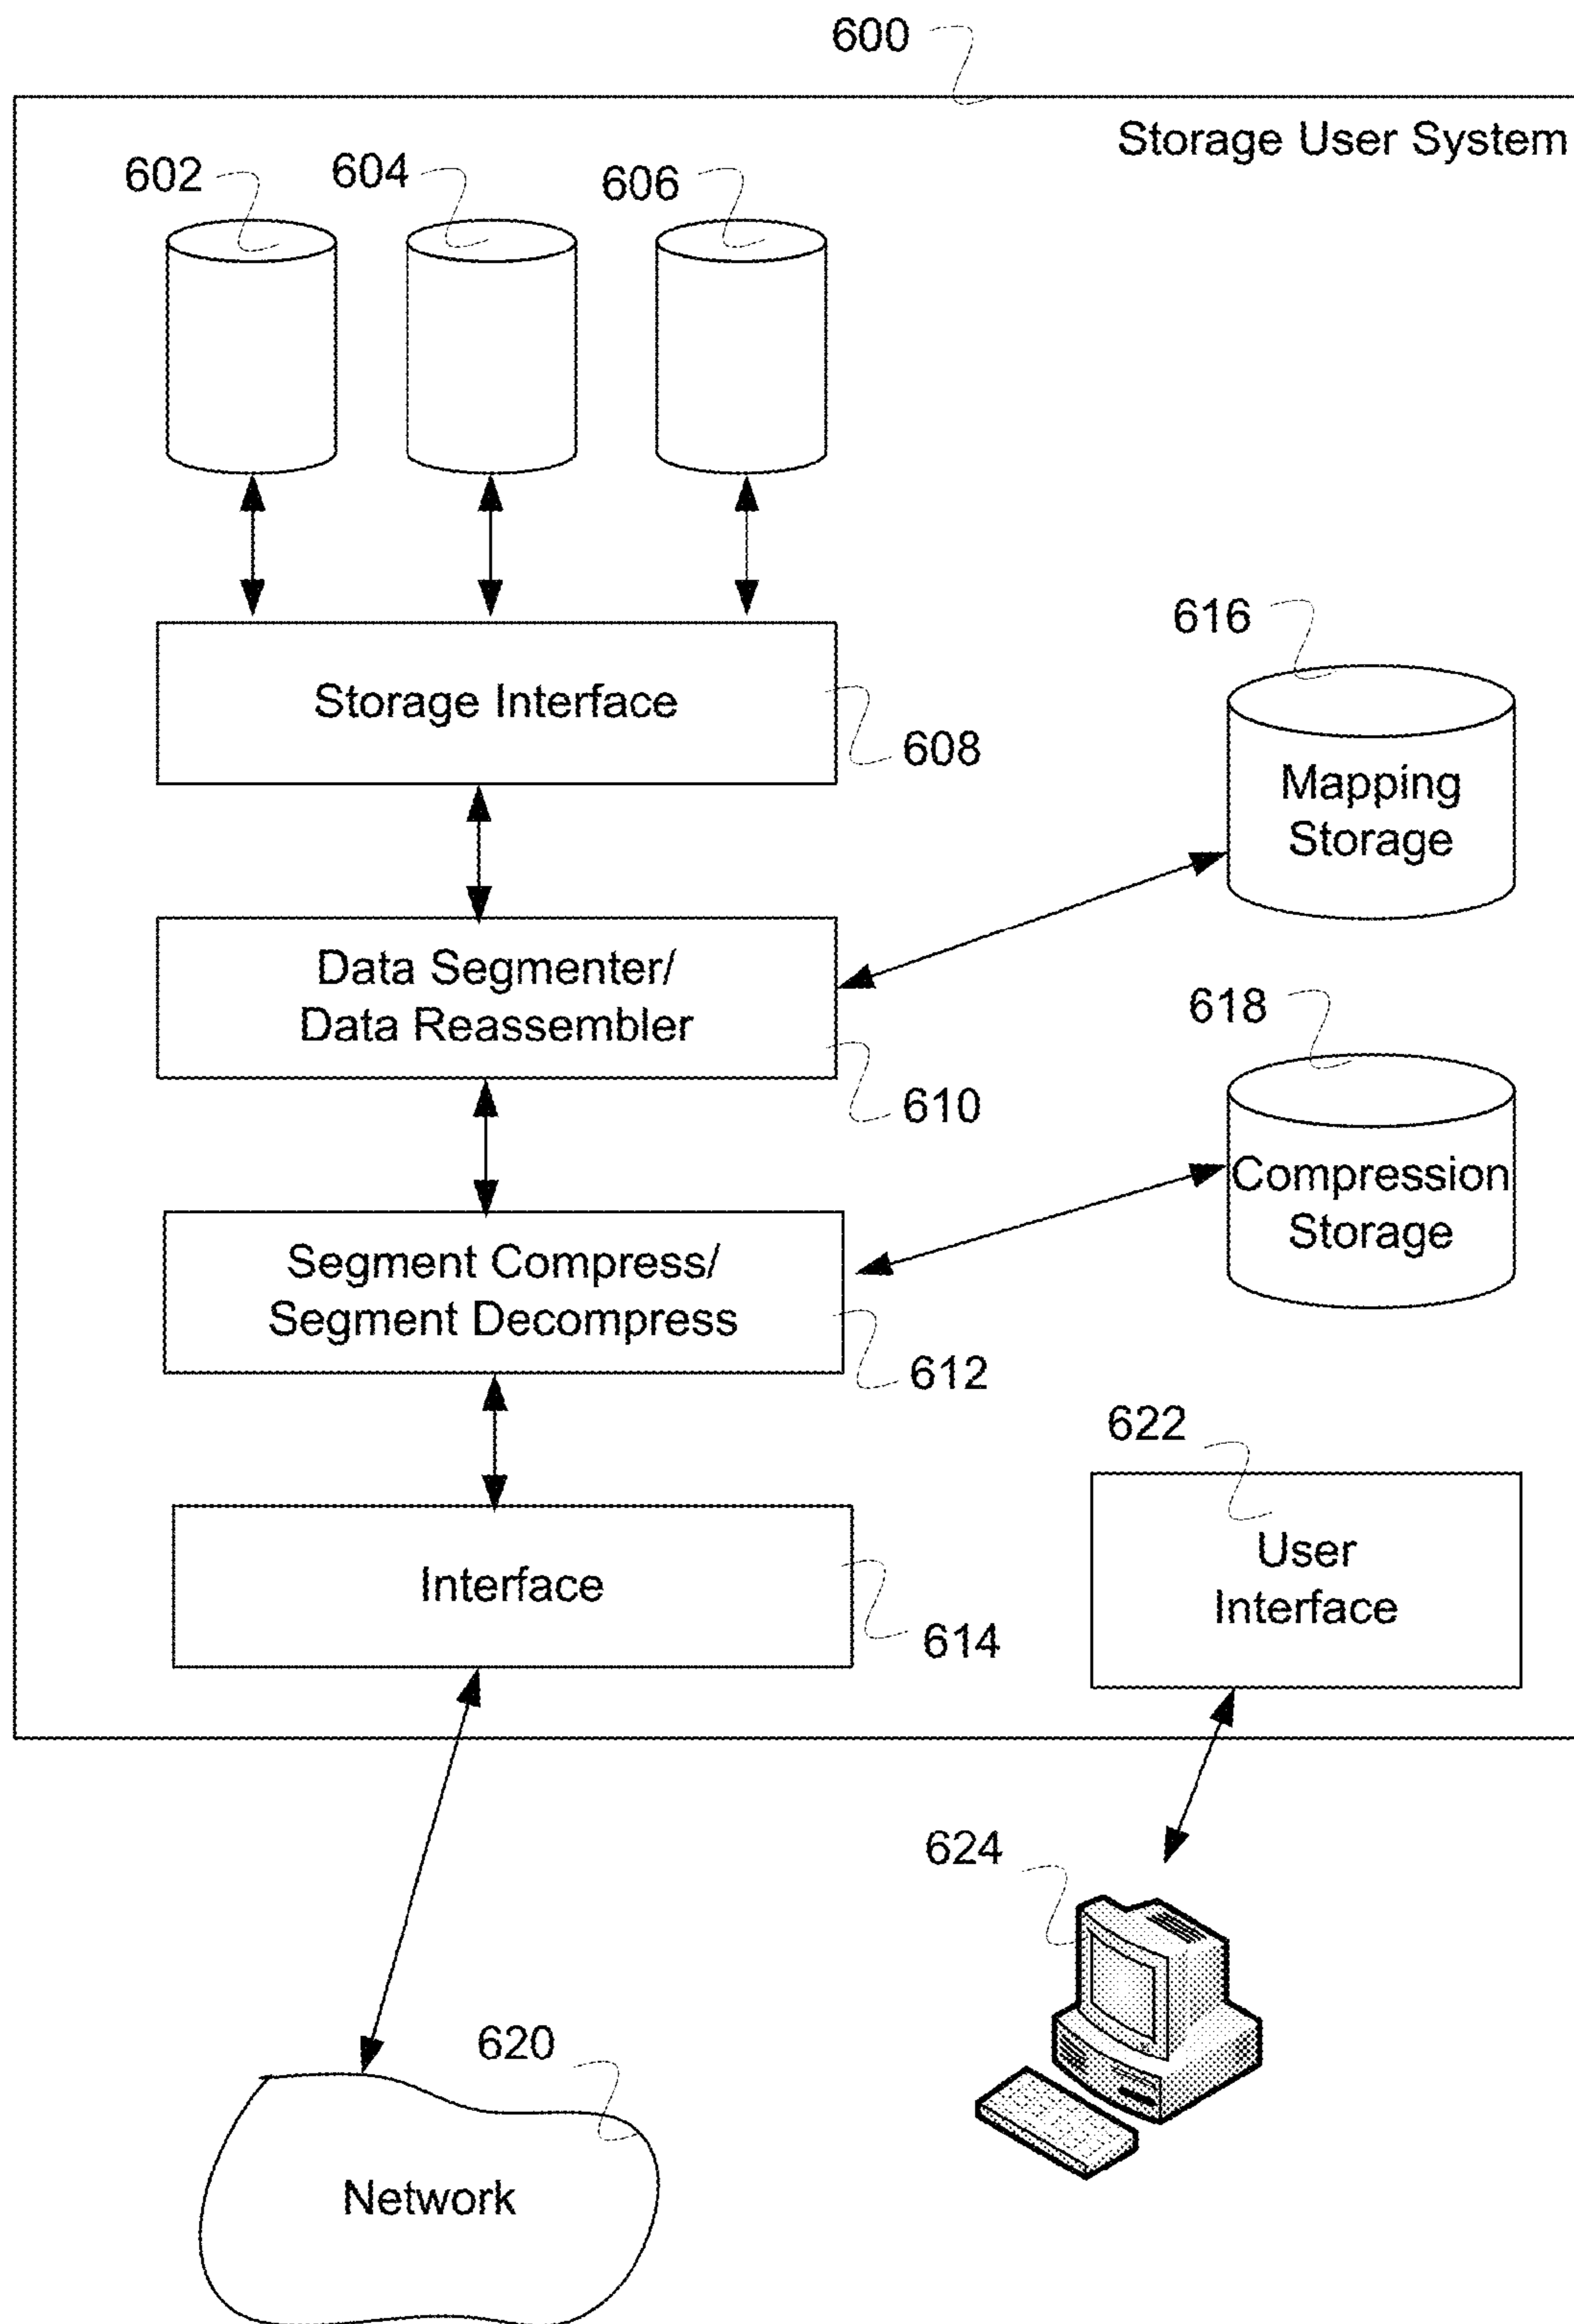 600
Storage User System
602
604
606
Storage Interface
608
616
Mapping
Storage
Data Segmenter/
Data Reassembler
610
618
Compression
Storage
Segment Compress/
Segment Decompress
612
622
User
Interface
Interface
614
624
620
Network